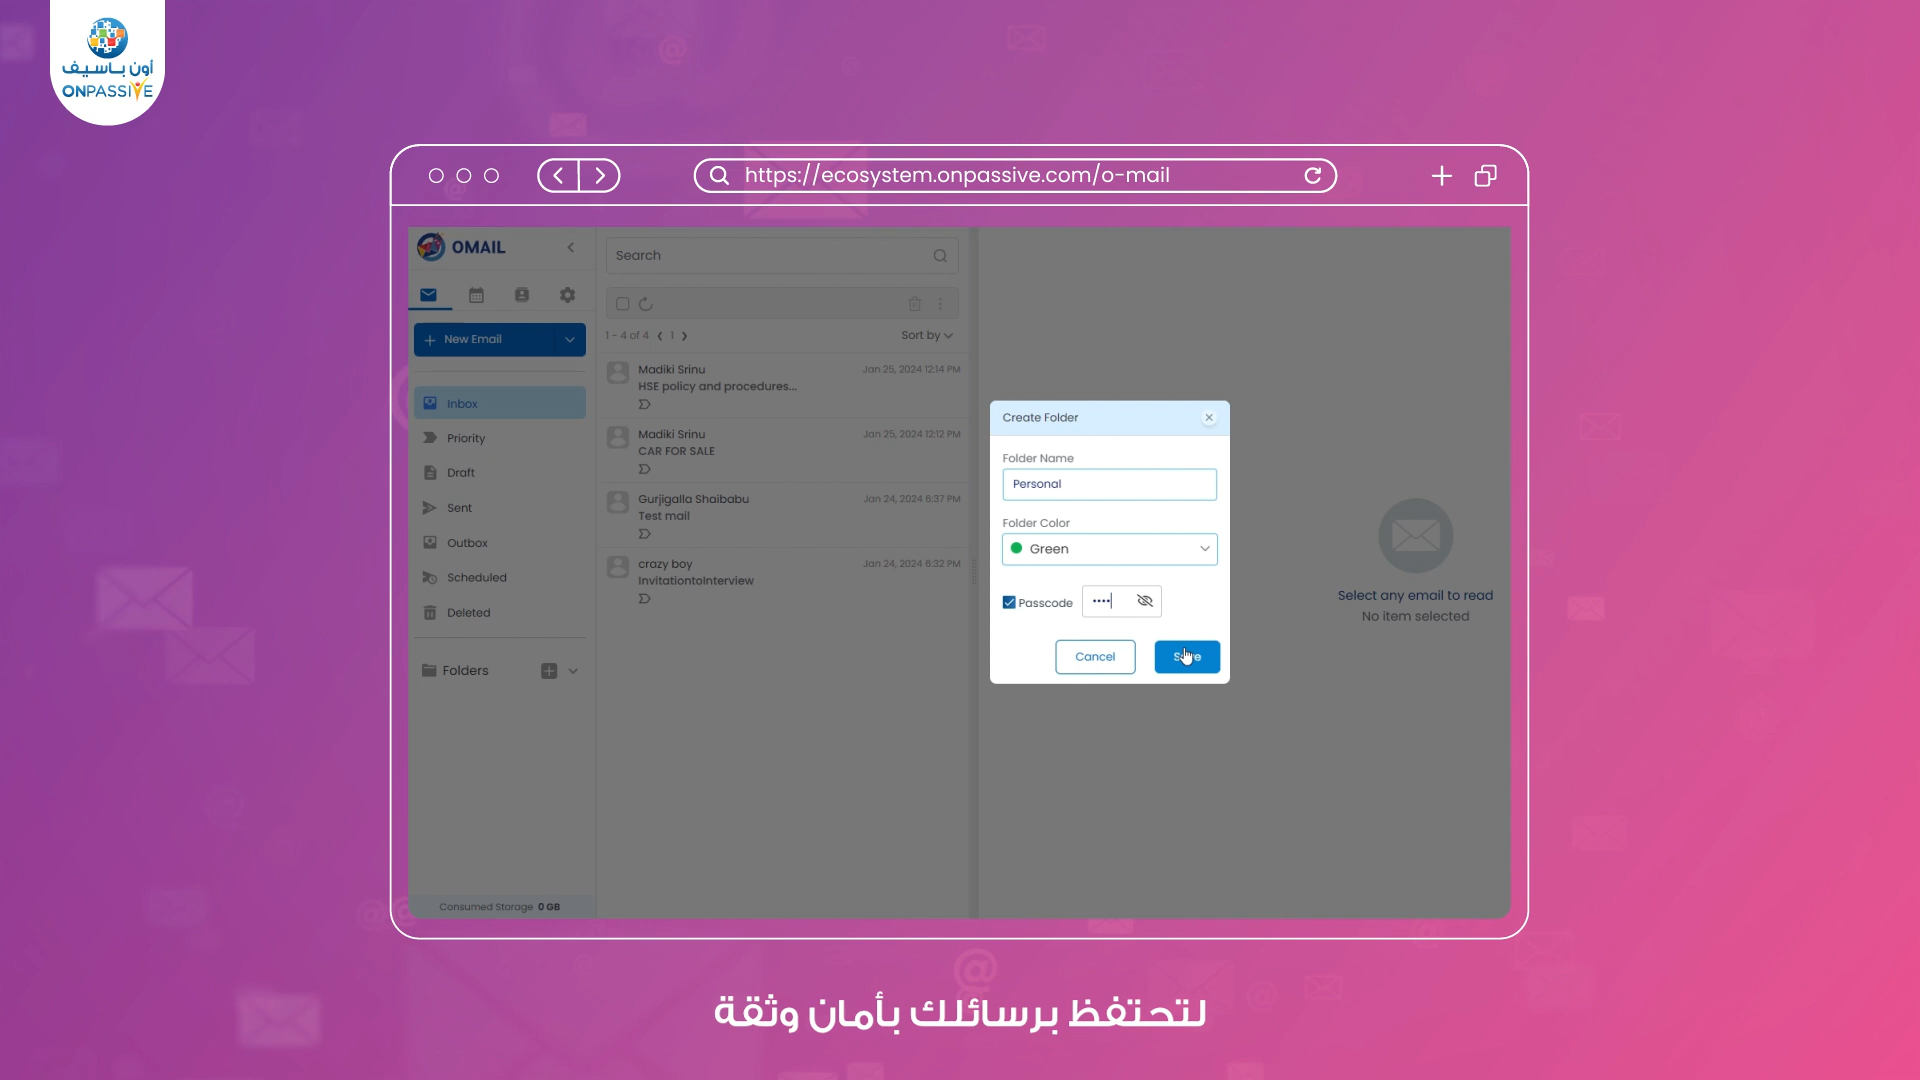 أون باسيف
ONPASSIVE
https://ecosystem.onpassive.com/o-mail
OMAIL
New Email
Inbox
Priority
Draft
Sent
Outbox
Scheduled
Deleted
Folders
Consumed Storage 0 GB
Search
1 - 4 of 4 1
Sort by
Madiki Srinu Jan 25, 2024 12:14 PM
HSE policy and procedures...
Madiki Srinu Jan 25, 2024 12:12 PM
CAR FOR SALE
Gurjigalla Shaibabu Jan 24, 2024 6:37 PM
Test mail
crazy boy Jan 24, 2024 6:32 PM
InvitationtoInterview
Create Folder
Folder Name
Personal
Folder Color
Green
Passcode ••••
Cancel
Select any email to read
No item selected
لتحتفظ برسائلك بأمان وثقة